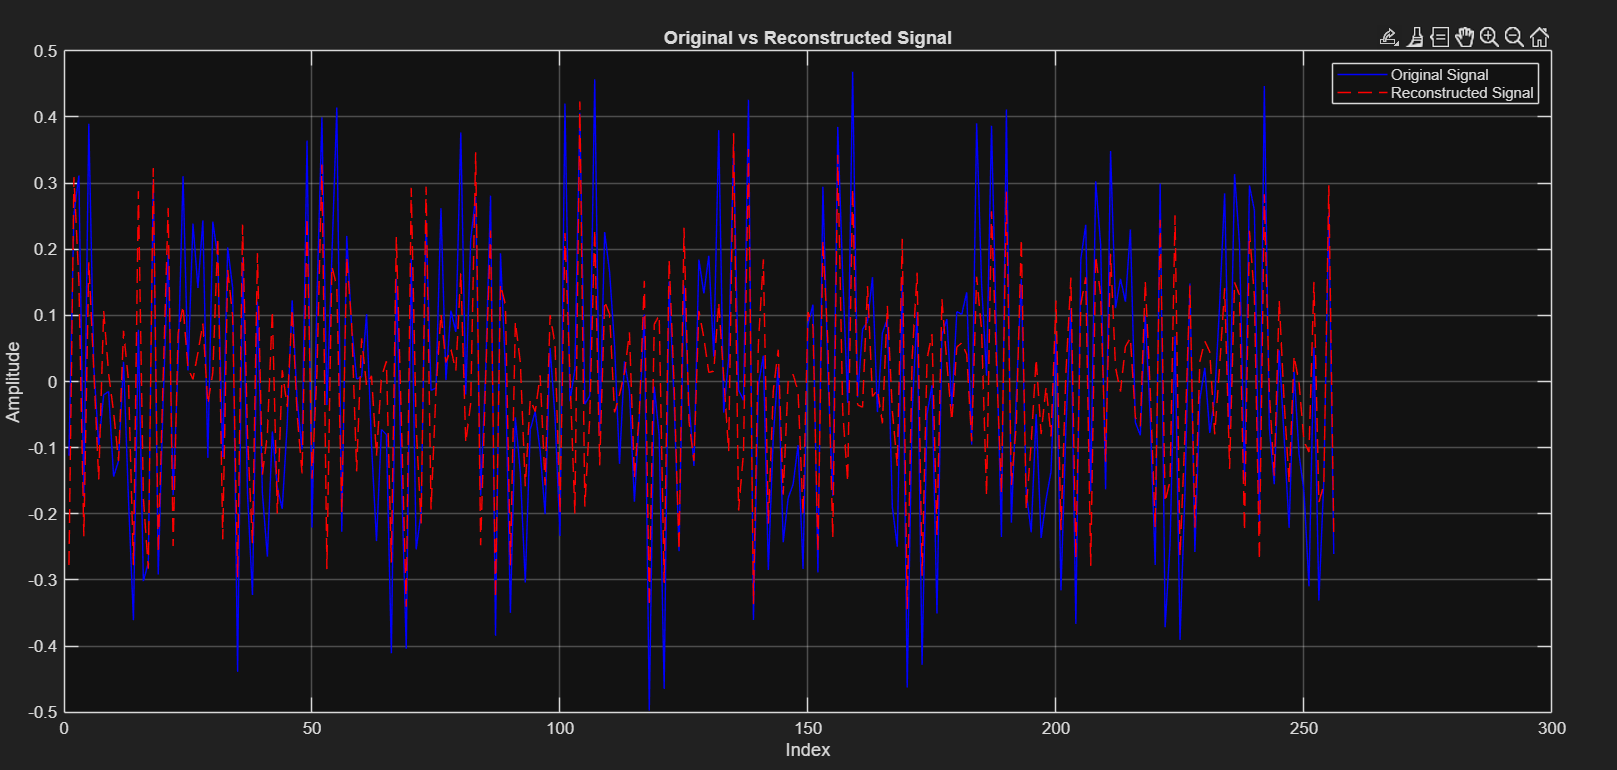 Original vs Reconstructed Signal
Original Signal
Reconstructed Signal
0.5
0.4
0.3
0.2
0.1
0
-0.1
-0.2
-0.3
-0.4
-0.5
Amplitude
0 50 100 150 200 250 300
Index